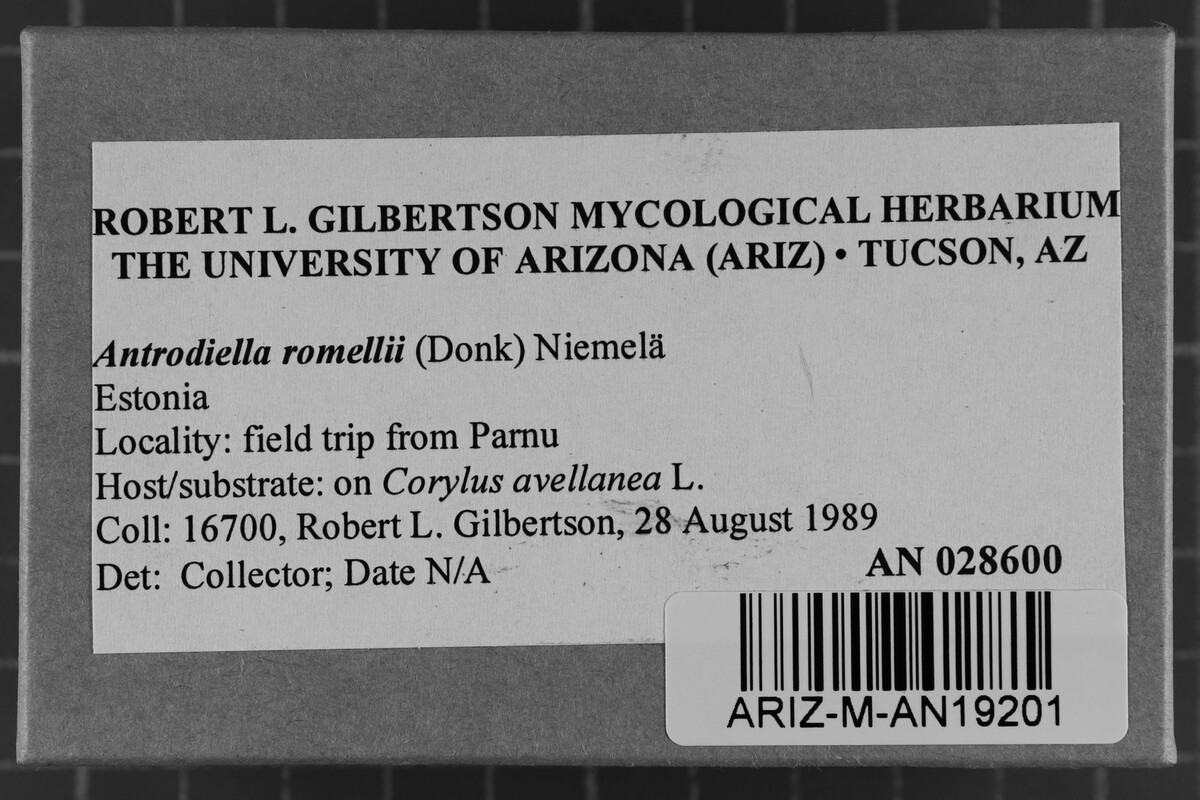 ROBERT L. GILBERTSON MYCOLOGICAL HERBARIUM
THE UNIVERSITY OF ARIZONA (ARIZ) • TUCSON, AZ
Antrodiella romellii (Donk) Niemelä
Estonia
Locality: field trip from Parnu
Host/substrate: on Corylus avellanea L.
Coll: 16700, Robert L. Gilbertson, 28 August 1989
Det: Collector; Date N/A
AN 028600
ARIZ-M-AN19201